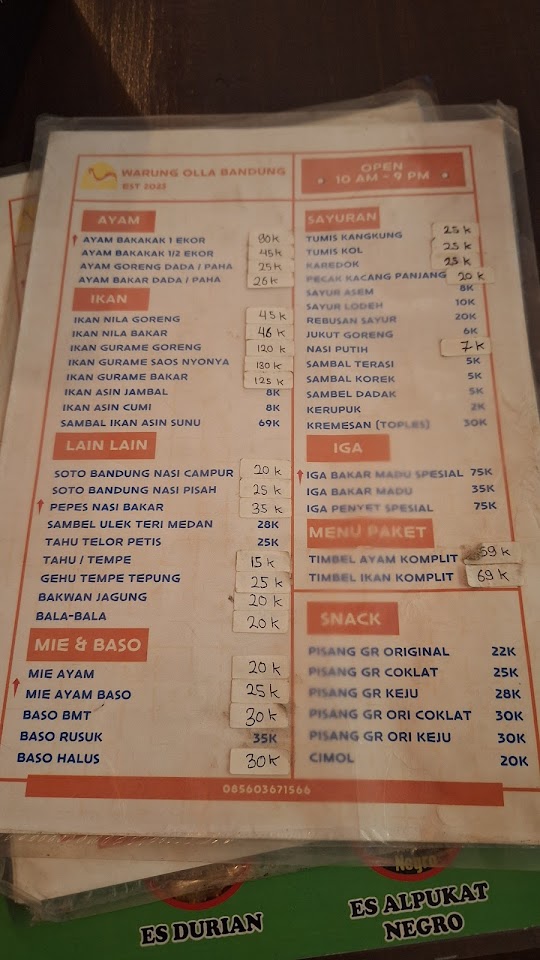 WARUNG OLLA BANDUNG
EST 2023
OPEN
• 10 AM - 9 PM •
AYAM
AYAM BAKAKAK 1 EKOR 90K
AYAM BAKAKAK 1/2 EKOR 45K
AYAM GORENG DADA / PAHA 25K
AYAM BAKAR DADA / PAHA 26K
IKAN
IKAN NILA GORENG 45K
IKAN NILA BAKAR 46K
IKAN GURAME GORENG 120K
IKAN GURAME SAOS NYONYA 130K
IKAN GURAME BAKAR 125K
IKAN ASIN JAMBAL 8K
IKAN ASIN CUMI 8K
SAMBAL IKAN ASIN SUNU 69K
LAIN LAIN
SOTO BANDUNG NASI CAMPUR 20K
SOTO BANDUNG NASI PISAH 25K
PEPES NASI BAKAR 35K
SAMBEL ULEK TERI MEDAN 28K
TAHU TELOR PETIS 25K
TAHU / TEMPE 15K
GEHU TEMPE TEPUNG 25K
BAKWAN JAGUNG 20K
BALA-BALA 20K
MIE & BASO
MIE AYAM 20K
MIE AYAM BASO 25K
BASO BMT 30K
BASO RUSUK 35K
BASO HALUS 30K
SAYURAN
TUMIS KANGKUNG 25K
TUMIS KOL 25K
KAREDOK 25K
PECAK KACANG PANJANG 20K
SAYUR ASEM 8K
SAYUR LODEH 10K
REBUSAN SAYUR 20K
JUKUT GORENG 6K
NASI PUTIH 7K
SAMBAL TERASI 5K
SAMBAL KOREK 5K
SAMBEL DADAK 5K
KERUPUK 2K
KREMESAN (TOPLES) 30K
IGA
IGA BAKAR MADU SPESIAL 75K
IGA BAKAR MADU 35K
IGA PENYET SPESIAL 75K
MENU PAKET
TIMBEL AYAM KOMPLIT 59K
TIMBEL IKAN KOMPLIT 69K
SNACK
PISANG GR ORIGINAL 22K
PISANG GR COKLAT 25K
PISANG GR KEJU 28K
PISANG GR ORI COKLAT 30K
PISANG GR ORI KEJU 30K
CIMOL 20K
085603671566
Negro
ES DURIAN
ES ALPUKAT
NEGRO